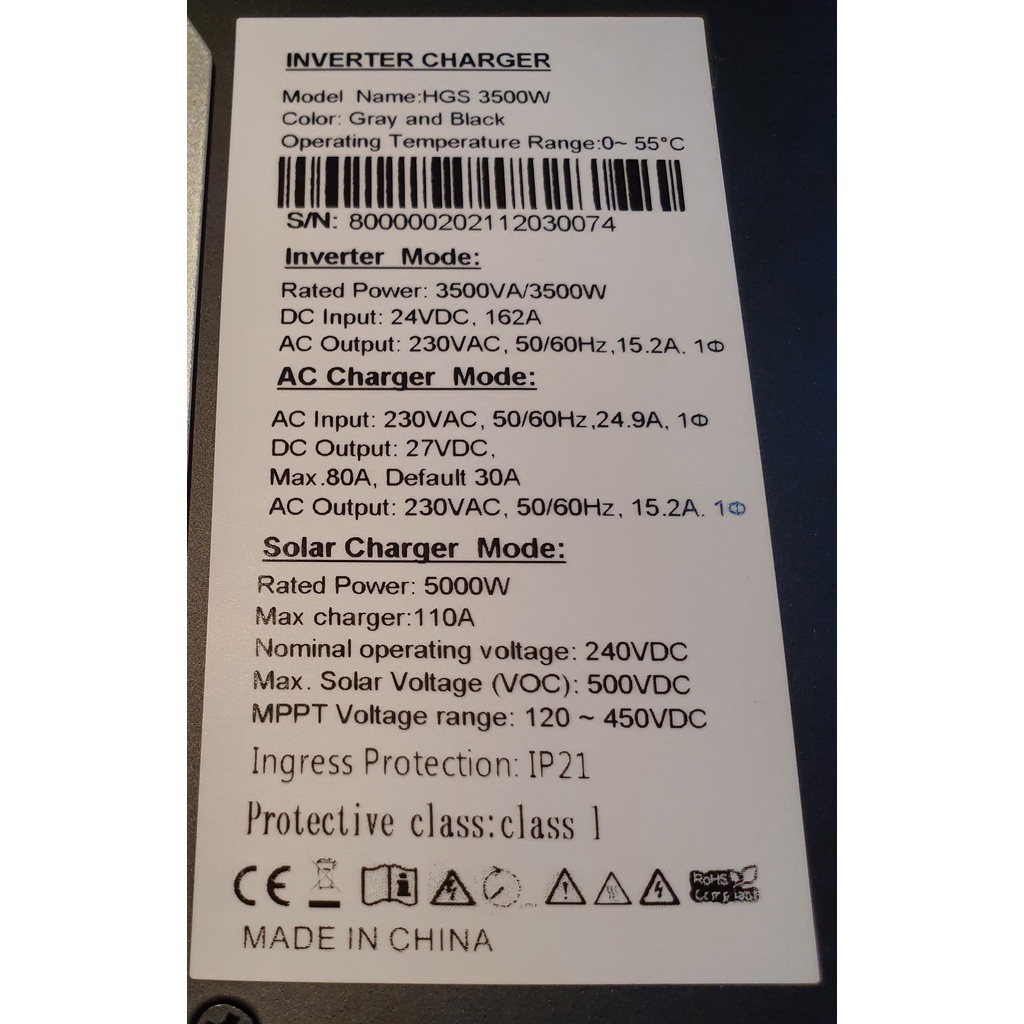 INVERTER CHARGER
Model Name:HGS 3500W
Color: Gray and Black
Operating Temperature Range:0~ 55°C
S/N: 800000202112030074
Inverter Mode:
Rated Power: 3500VA/3500W
DC Input: 24VDC, 162A
AC Output: 230VAC, 50/60Hz,15.2A. 1Φ
AC Charger Mode:
AC Input: 230VAC, 50/60Hz,24.9A, 1Φ
DC Output: 27VDC,
Max.80A, Default 30A
AC Output: 230VAC, 50/60Hz, 15.2A. 1Φ
Solar Charger Mode:
Rated Power: 5000W
Max charger:110A
Nominal operating voltage: 240VDC
Max. Solar Voltage (VOC): 500VDC
MPPT Voltage range: 120 ~ 450VDC
Ingress Protection: IP21
Protective class:class 1
CE
RoHS
Compliant
MADE IN CHINA